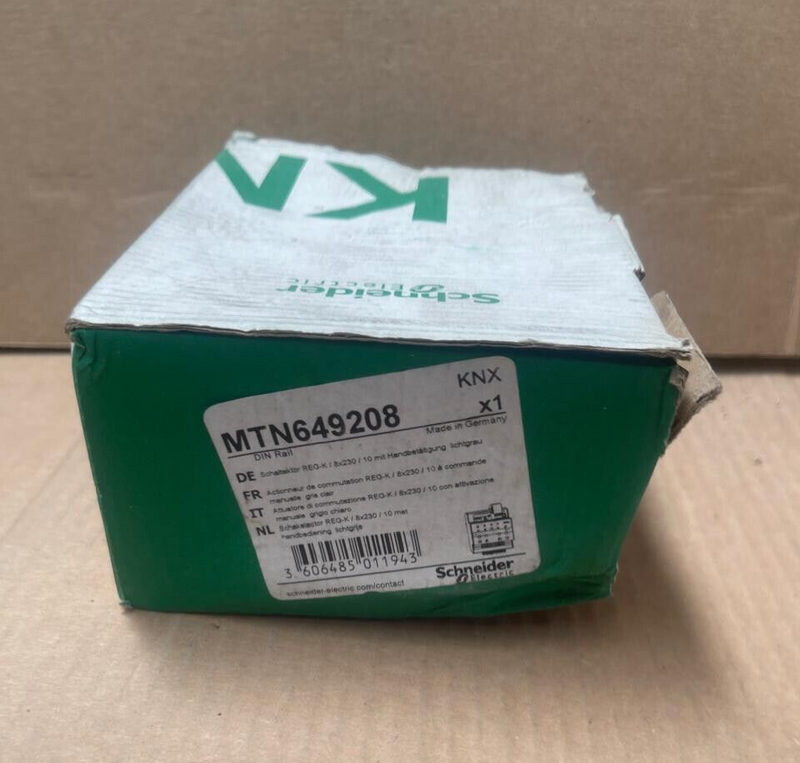 KN
Schneider
Electric
KNX
MTN649208
x1
DIN Rail
Made in Germany
DE Schaltaktor REG-K / 8x230 / 10 mit Handbetätigung lichtgrau
FR Actionneur de commutation REG-K / 8x230 / 10 à commande
manuelle gris clair
IT Attuatore di commutazione REG-K / 8x230 / 10 con attivazione
manuale grigio chiaro
NL Schakelactor REG-K / 8x230 / 10 met
handbediening lichtgrijs
3 606485 011943
Schneider
Electric
schneider-electric.com/contact